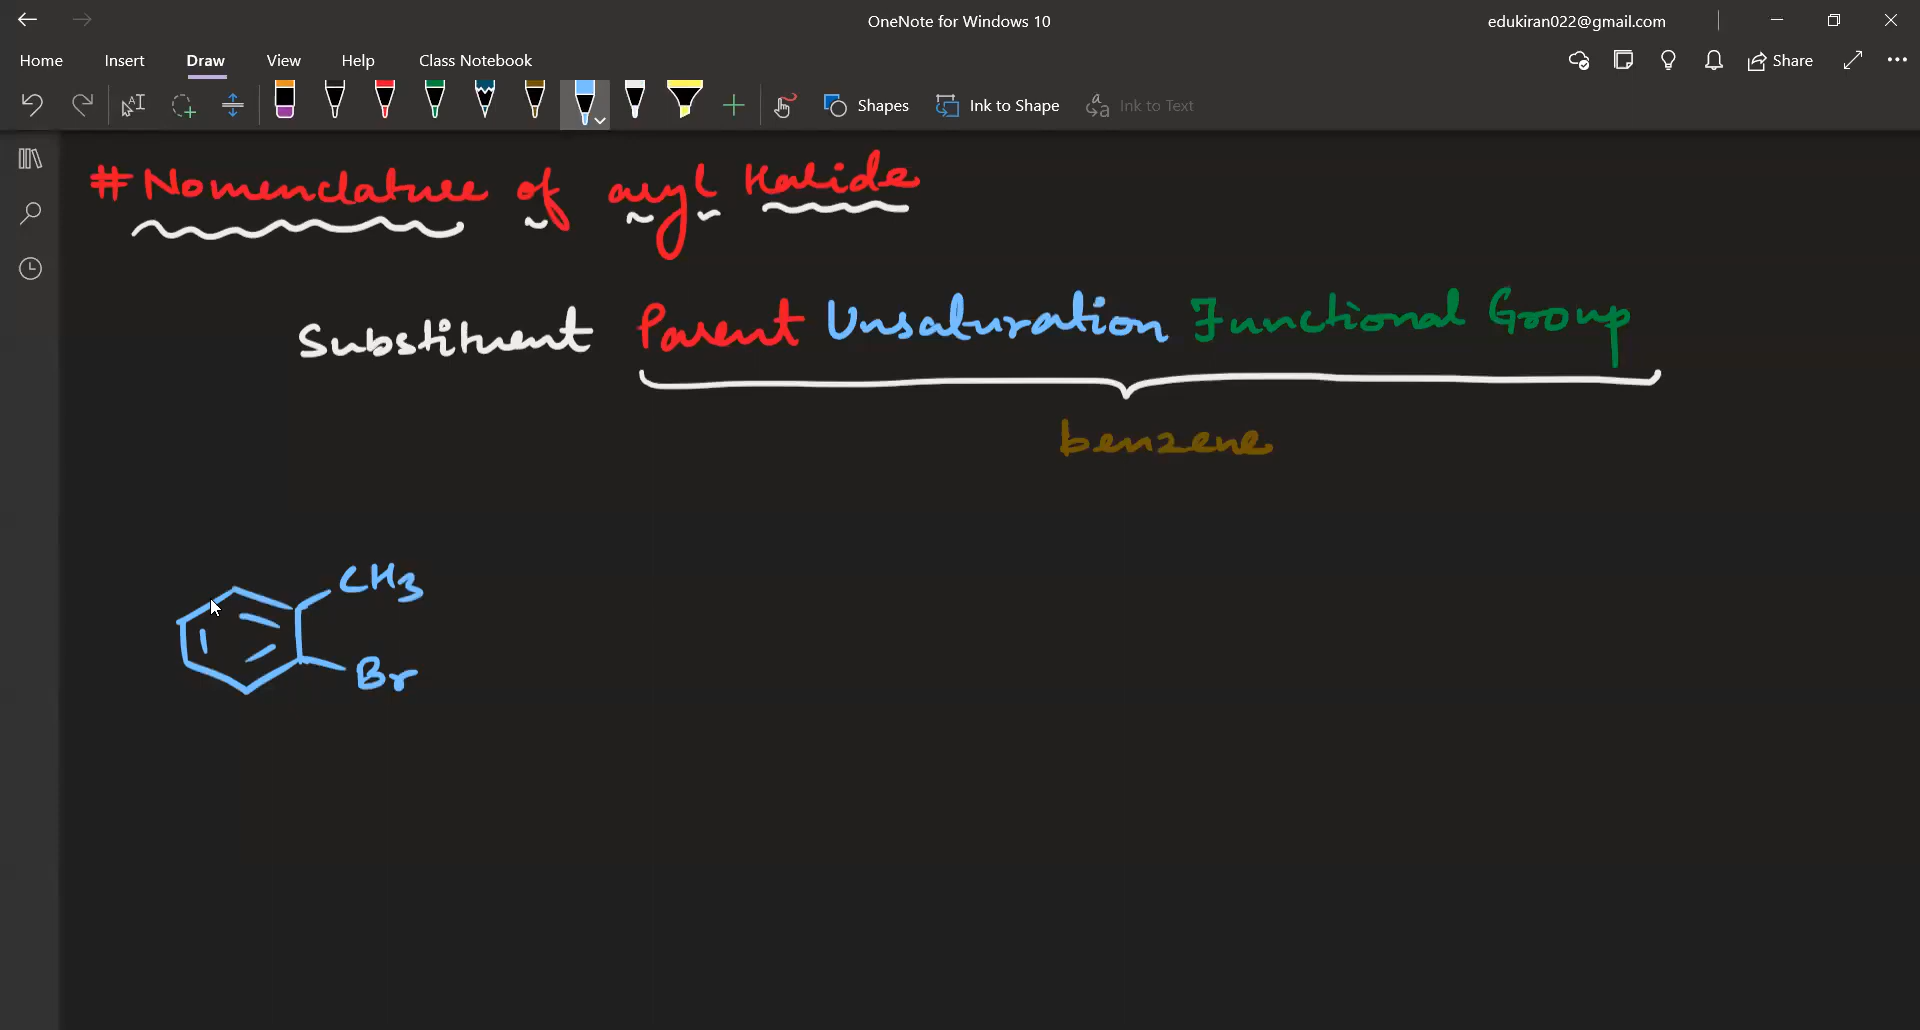 OneNote for Windows 10
edukiran022@gmail.com
Home Insert Draw View Help Class Notebook Share
Shapes Ink to Shape Ink to Text
#Nomenclature of aryl Halide
Substituent Parent Unsaturation Functional Group
benzene
CH3
Br